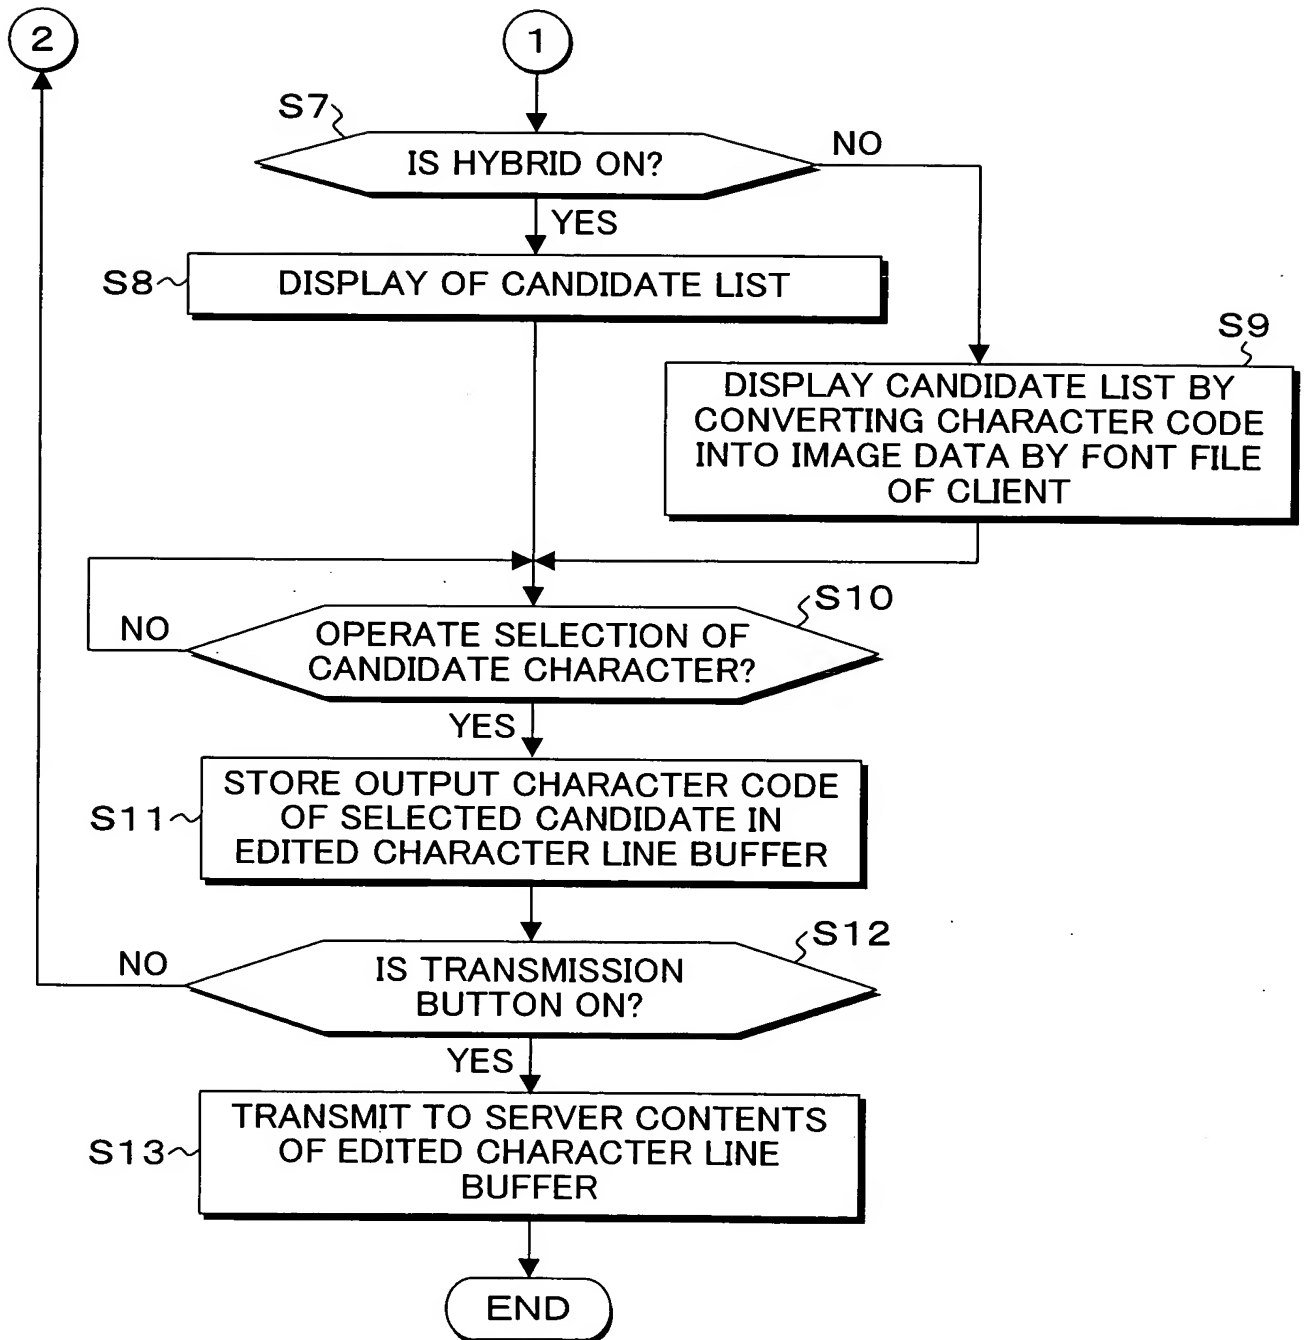 2
1
S7
IS HYBRID ON?
NO
YES
S8
DISPLAY OF CANDIDATE LIST
S9
DISPLAY CANDIDATE LIST BY
CONVERTING CHARACTER CODE
INTO IMAGE DATA BY FONT FILE
OF CLIENT
S10
NO
OPERATE SELECTION OF
CANDIDATE CHARACTER?
YES
S11
STORE OUTPUT CHARACTER CODE
OF SELECTED CANDIDATE IN
EDITED CHARACTER LINE BUFFER
S12
NO
IS TRANSMISSION
BUTTON ON?
YES
S13
TRANSMIT TO SERVER CONTENTS
OF EDITED CHARACTER LINE
BUFFER
END